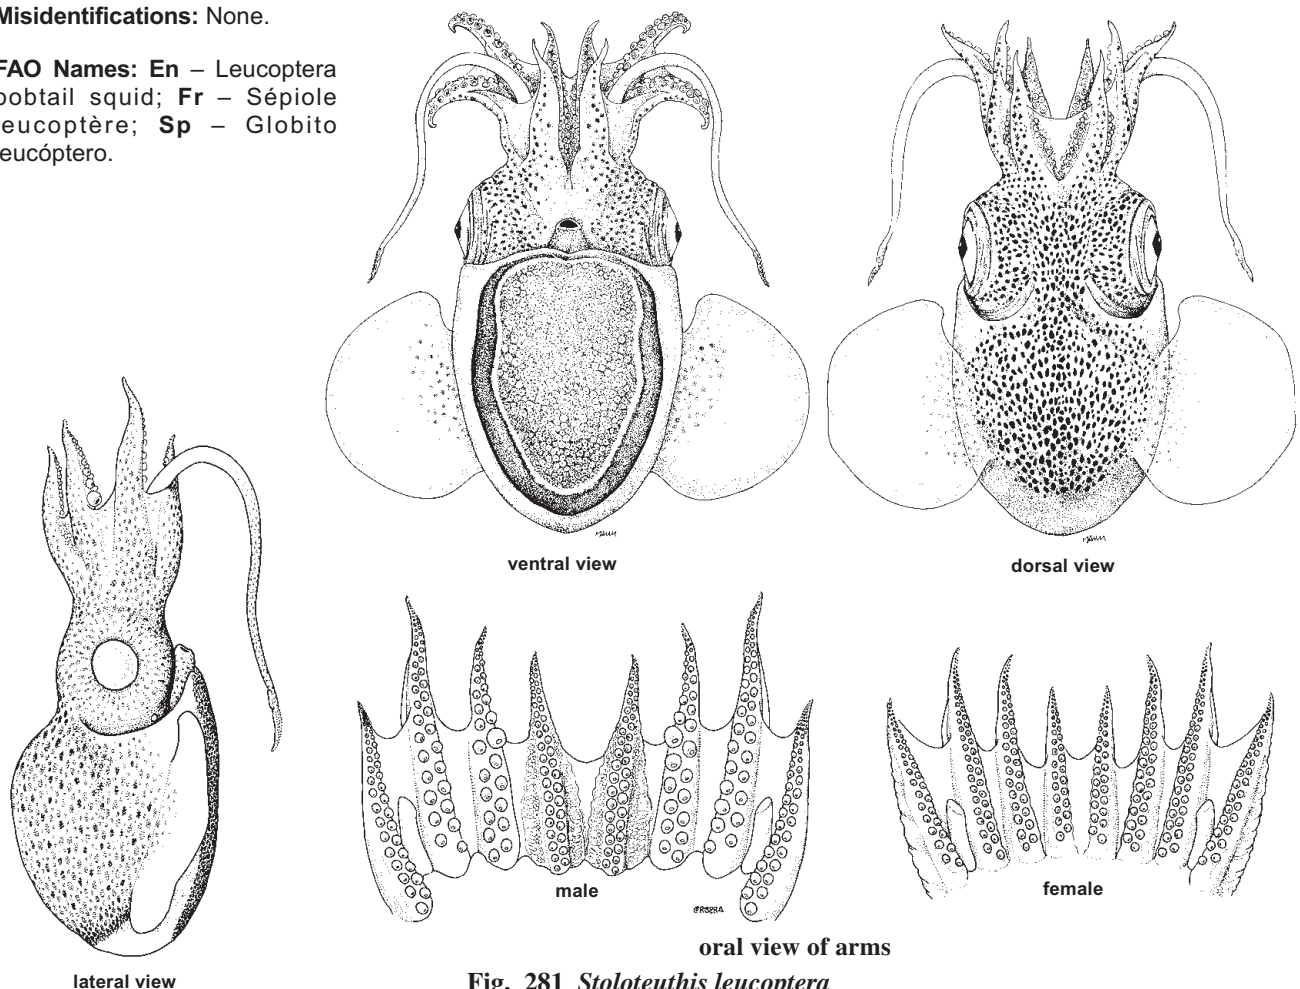 Misidentifications: None.
FAO Names: En – Leucoptera
bobtail squid; Fr – Sépiole
leucoptère; Sp – Globito
leucóptero.
ventral view
dorsal view
male
female
oral view of arms
lateral view
Fig. 281 Stoloteuthis leucoptera